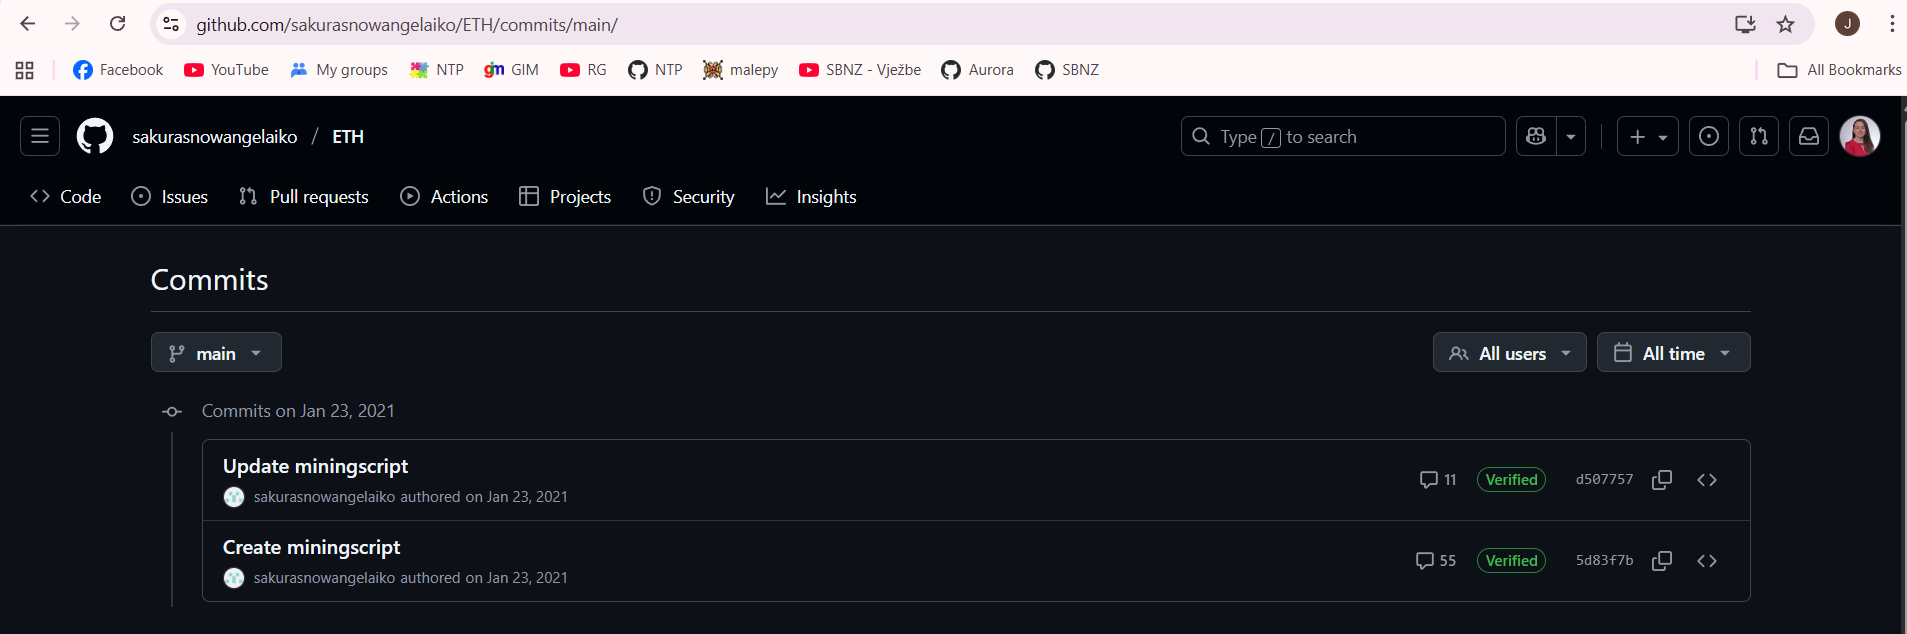 github.com/sakurasnowangelaiko/ETH/commits/main/
J
Facebook YouTube My groups NTP gm GIM RG NTP malepy SBNZ - Vježbe Aurora SBNZ All Bookmarks
sakurasnowangelaiko / ETH Type / to search
Code Issues Pull requests Actions Projects Security Insights
Commits
main All users All time
Commits on Jan 23, 2021
Update miningscript
sakurasnowangelaiko authored on Jan 23, 2021
11 Verified d507757
Create miningscript
sakurasnowangelaiko authored on Jan 23, 2021
55 Verified 5d83f7b